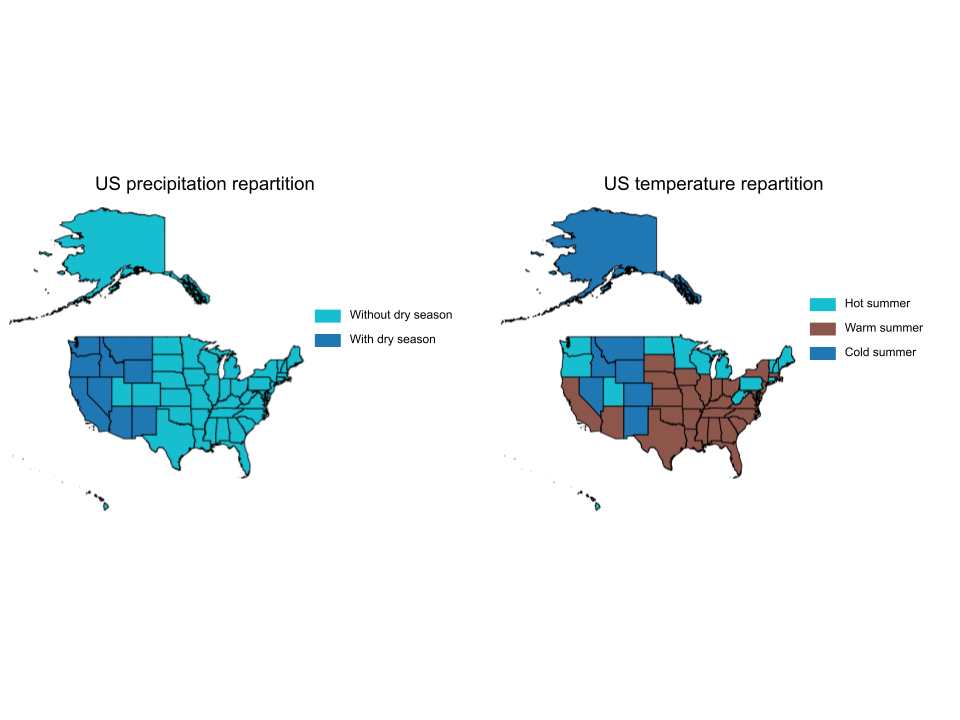 US precipitation repartition
Without dry season
With dry season
US temperature repartition
Hot summer
Warm summer
Cold summer